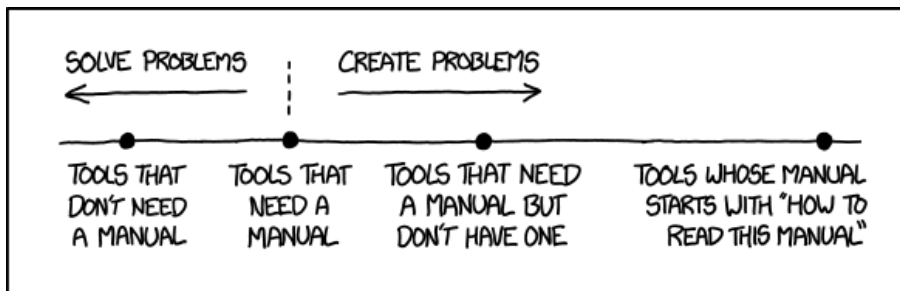 SOLVE PROBLEMS
CREATE PROBLEMS
TOOLS THAT
DON'T NEED
A MANUAL
TOOLS THAT
NEED A
MANUAL
TOOLS THAT NEED
A MANUAL BUT
DON'T HAVE ONE
TOOLS WHOSE MANUAL
STARTS WITH "HOW TO
READ THIS MANUAL"